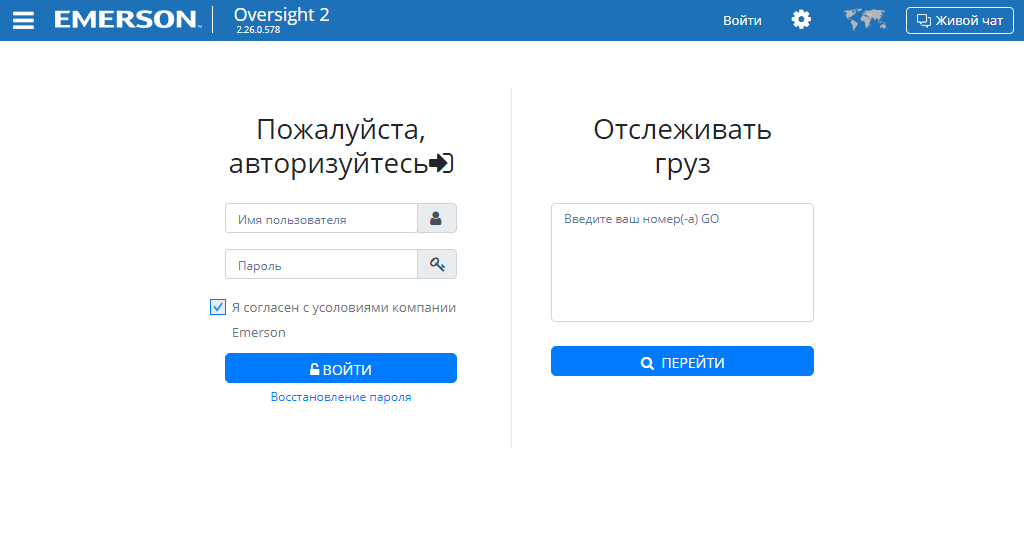 EMERSON
Oversight 2
2.26.0.578
Войти
Живой чат
Пожалуйста,
авторизуйтесь
Имя пользователя
Пароль
Я согласен с усоловиями компании
Emerson
ВОЙТИ
Восстановление пароля
Отслеживать
груз
Введите ваш номер(-а) GO
ПЕРЕЙТИ